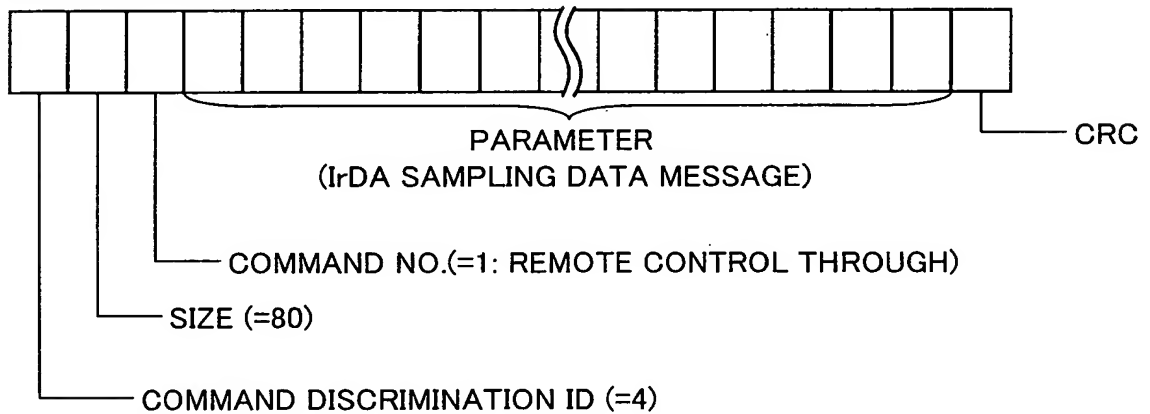 CRC
PARAMETER
(IrDA SAMPLING DATA MESSAGE)
COMMAND NO.(=1: REMOTE CONTROL THROUGH)
SIZE (=80)
COMMAND DISCRIMINATION ID (=4)